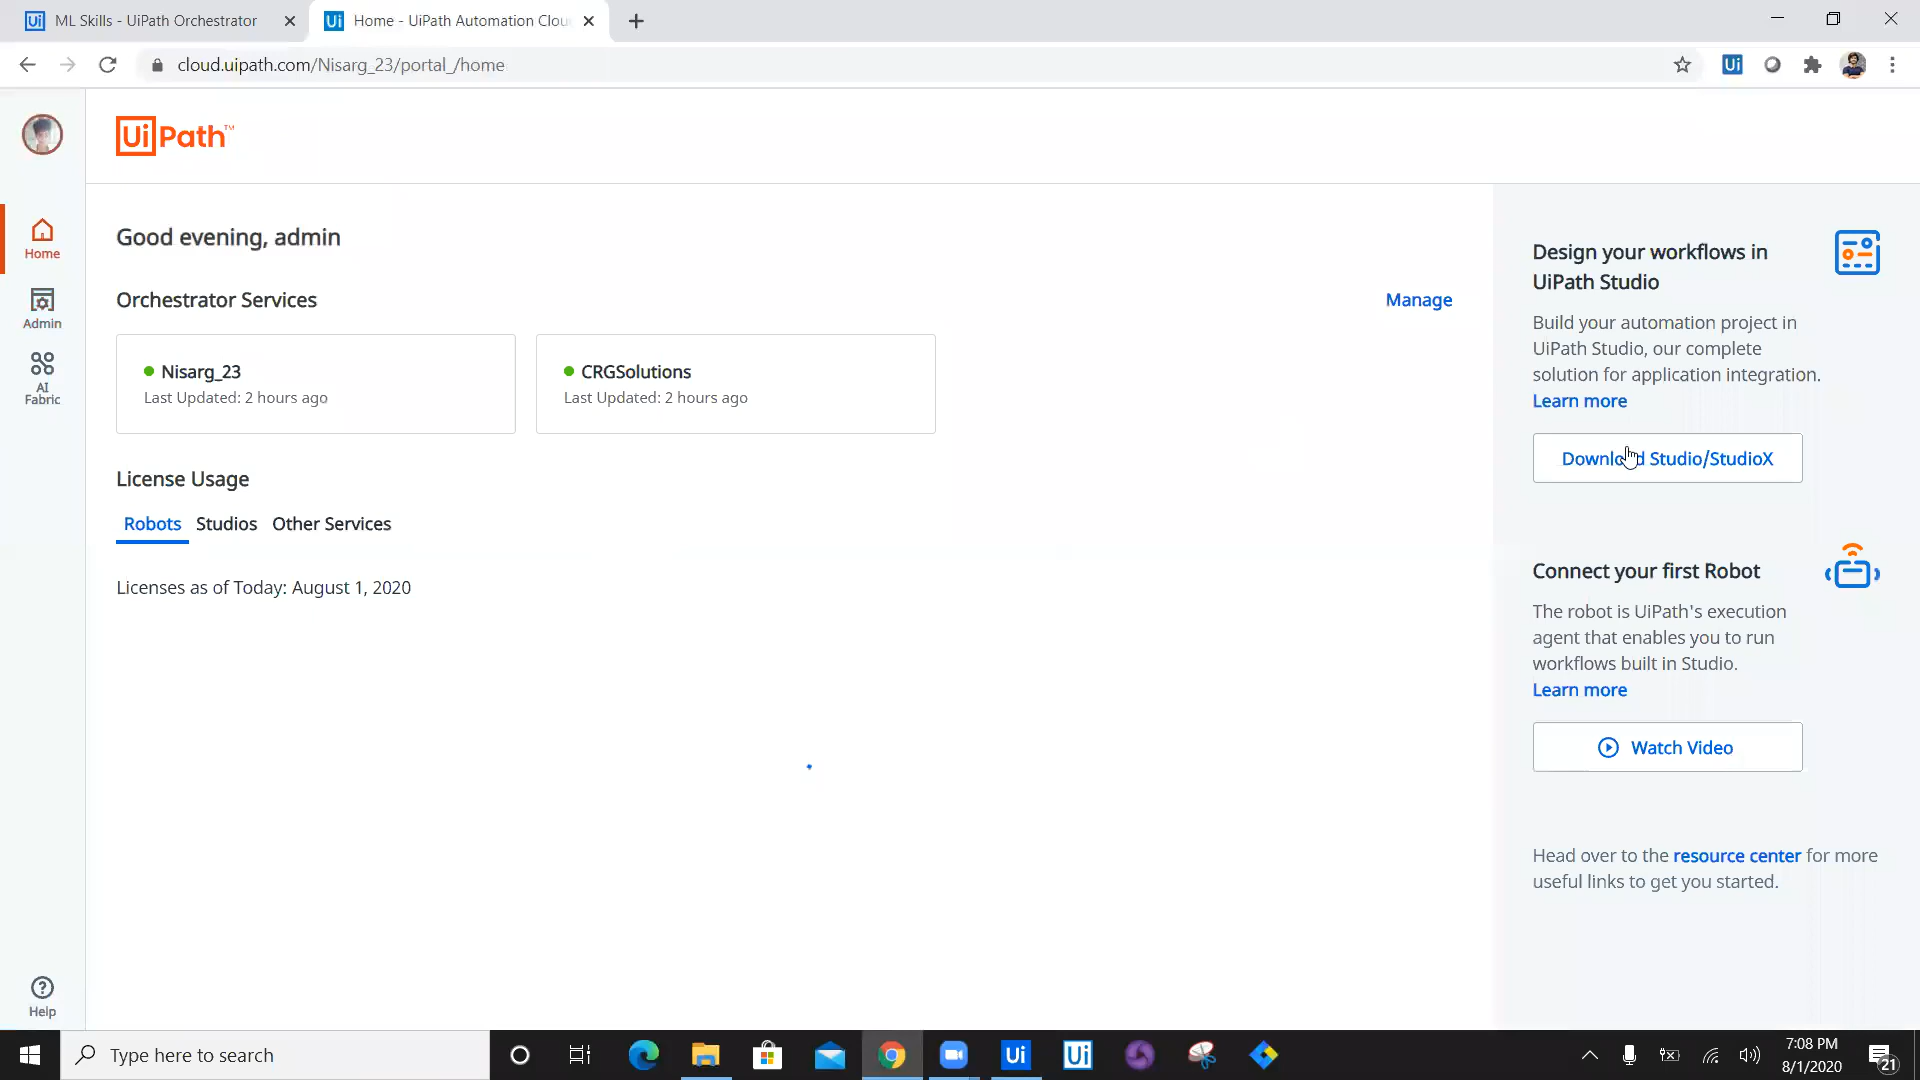 ML Skills - UiPath Orchestrator
Home - UiPath Automation Clou
cloud.uipath.com/Nisarg_23/portal_/home
Ui
UiPath™
Home
Admin
AI
Fabric
Help
Good evening, admin
Orchestrator Services
Manage
Nisarg_23
Last Updated: 2 hours ago
CRGSolutions
Last Updated: 2 hours ago
License Usage
Robots Studios Other Services
Licenses as of Today: August 1, 2020
Design your workflows in
UiPath Studio
Build your automation project in
UiPath Studio, our complete
solution for application integration.
Learn more
Download Studio/StudioX
Connect your first Robot
The robot is UiPath's execution
agent that enables you to run
workflows built in Studio.
Learn more
Watch Video
Head over to the resource center for more
useful links to get you started.
Type here to search
Ui
Ui
7:08 PM
8/1/2020
21